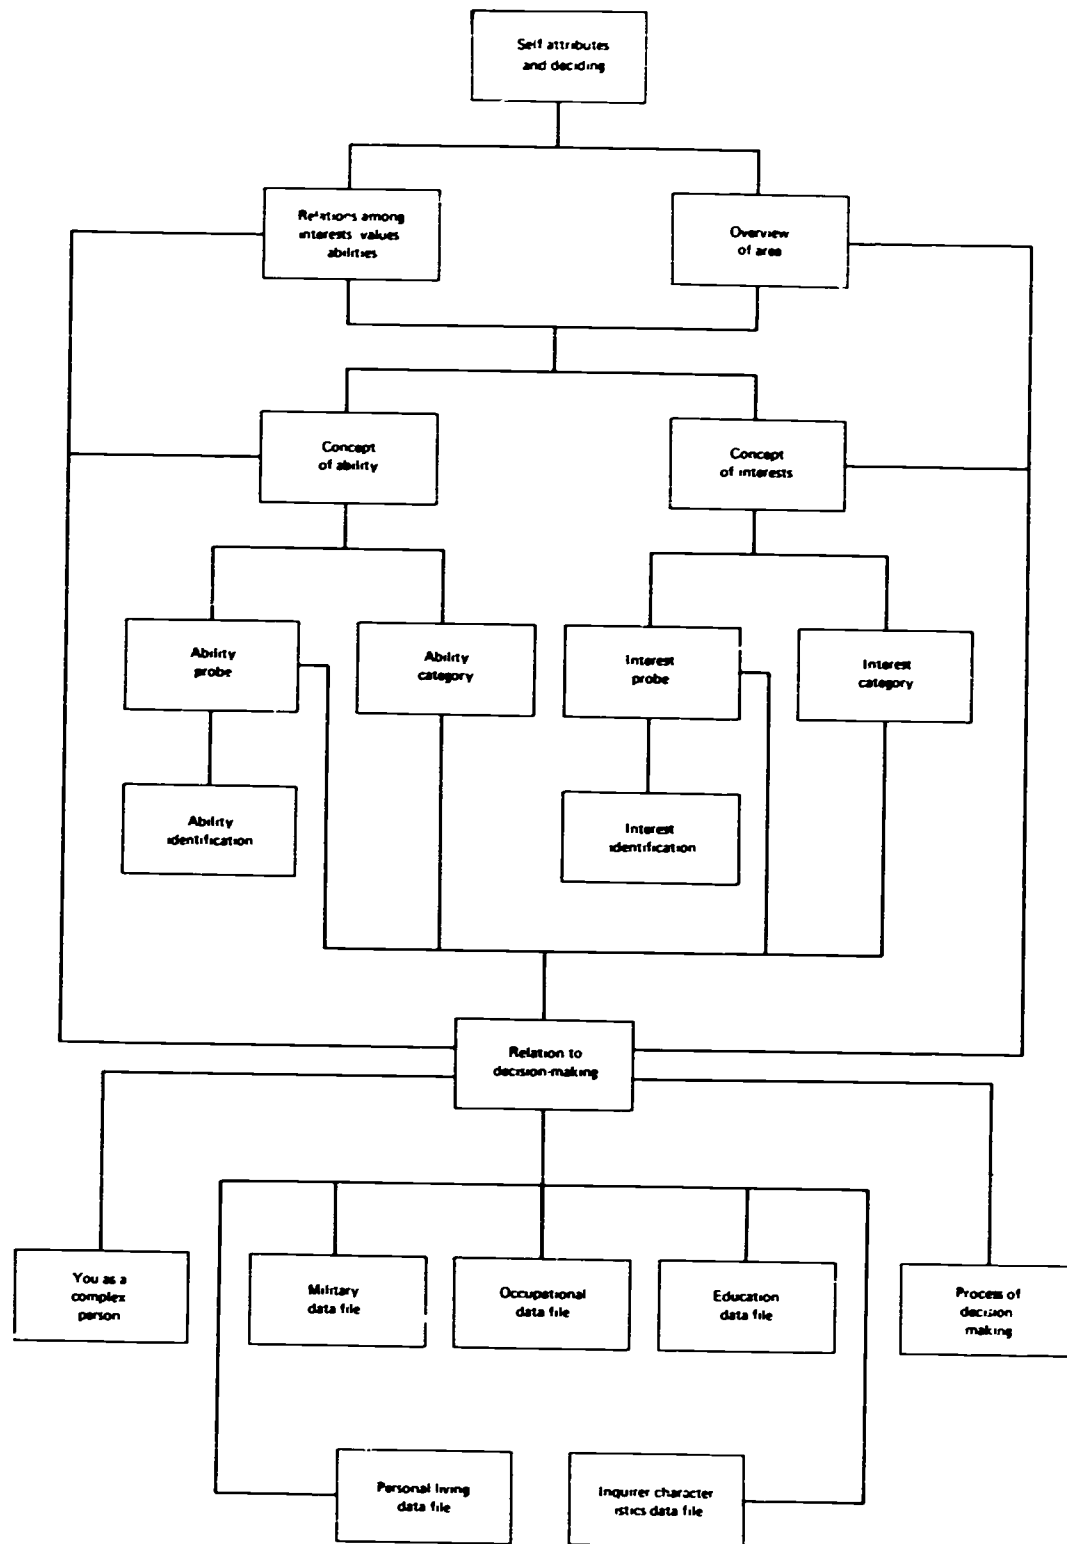 Self attributes
and deciding
Relations among
interests values
abilities
Overview
of area
Concept
of ability
Concept
of interests
Ability
probe
Ability
category
Interest
probe
Interest
category
Ability
identification
Interest
identification
Relation to
decision-making
You as a
complex
person
Military
data file
Occupational
data file
Education
data file
Process of
decision
making
Personal living
data file
Inquirer character
istics data file